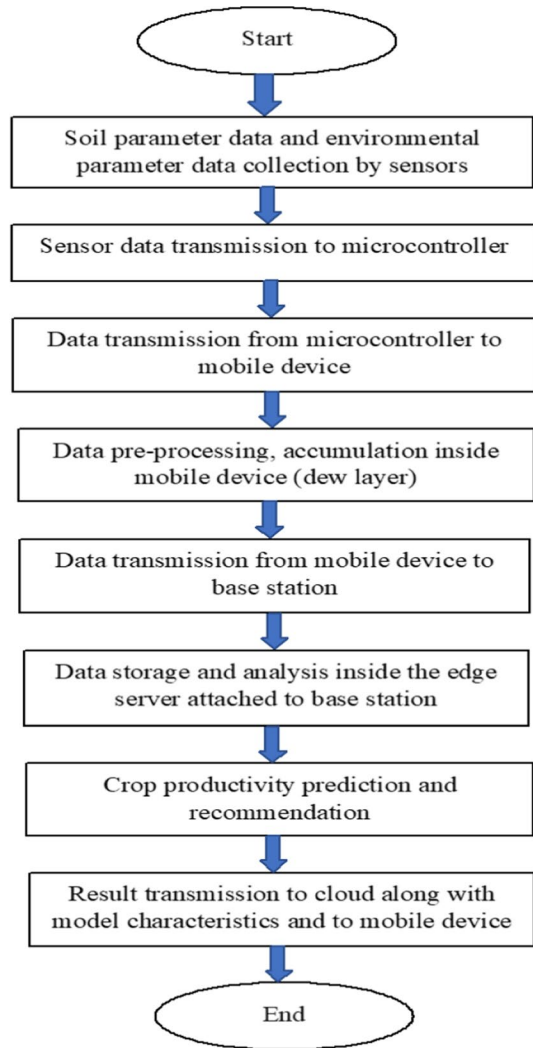 Start
Soil parameter data and environmental
parameter data collection by sensors
Sensor data transmission to microcontroller
Data transmission from microcontroller to
mobile device
Data pre-processing, accumulation inside
mobile device (dew layer)
Data transmission from mobile device to
base station
Data storage and analysis inside the edge
server attached to base station
Crop productivity prediction and
recommendation
Result transmission to cloud along with
model characteristics and to mobile device
End